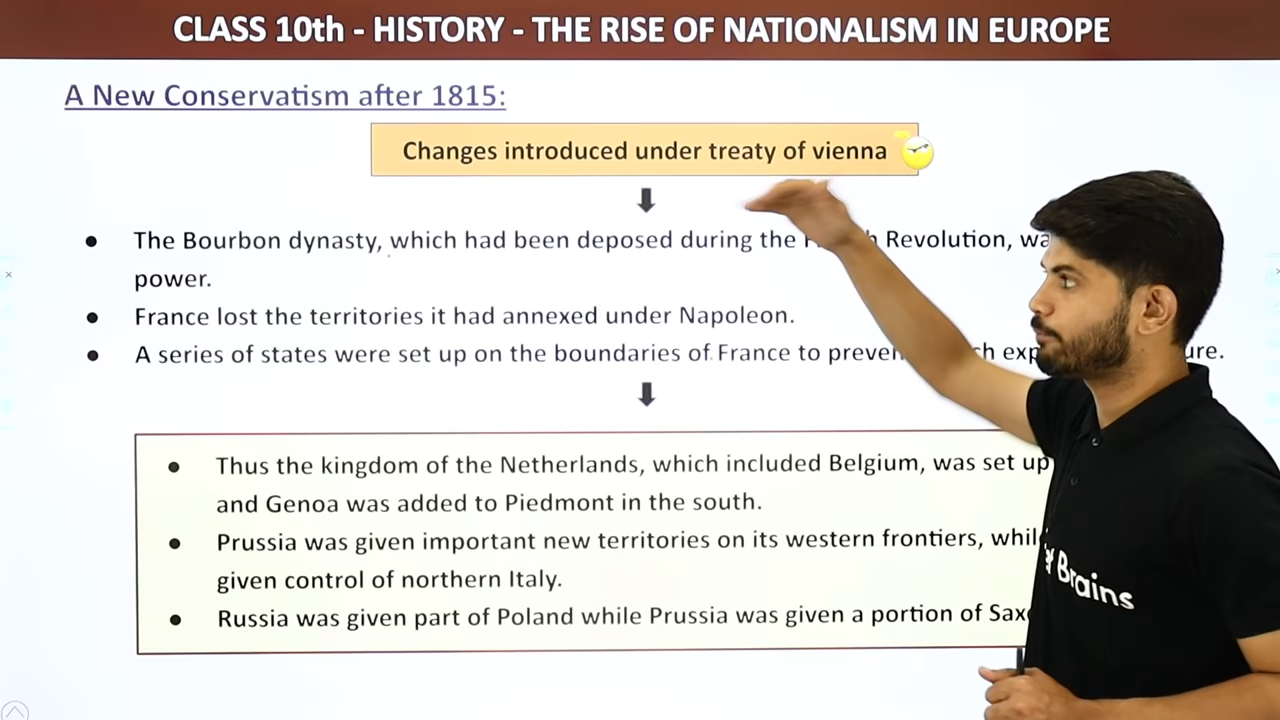 CLASS 10th - HISTORY - THE RISE OF NATIONALISM IN EUROPE
A New Conservatism after 1815:
Changes introduced under treaty of vienna
The Bourbon dynasty, which had been deposed during the Revolution,
power.
France lost the territories it had annexed under Napoleon.
A series of states were set up on the boundaries of France to
Thus the kingdom of the Netherlands, which included Belgium, was set up
and Genoa was added to Piedmont in the south.
Prussia was given important new territories on its western frontiers,
given control of northern Italy.
Russia was given part of Poland while Prussia was given a portion of
Brains